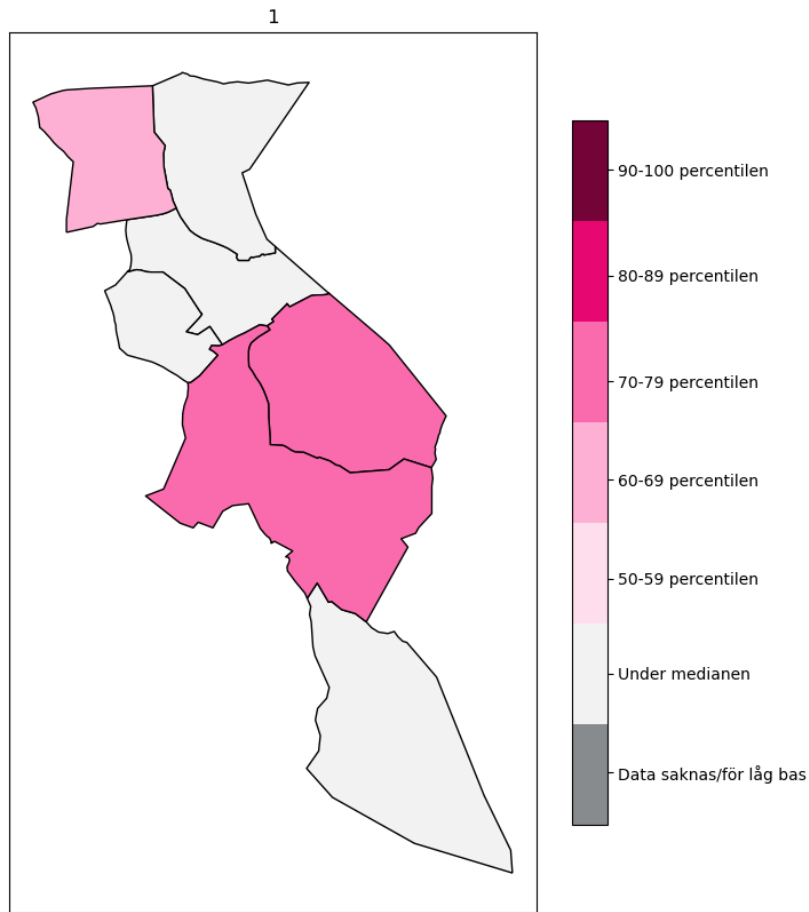 1
90-100 percentilen
80-89 percentilen
70-79 percentilen
60-69 percentilen
50-59 percentilen
Under medianen
Data saknas/för låg bas